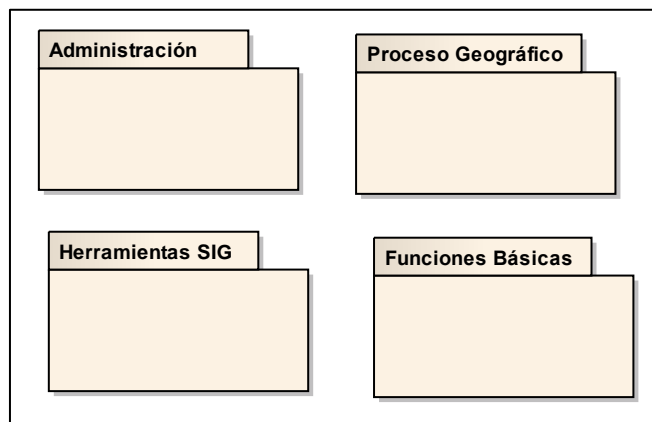 Administración
Proceso Geográfico
Herramientas SIG
Funciones Básicas